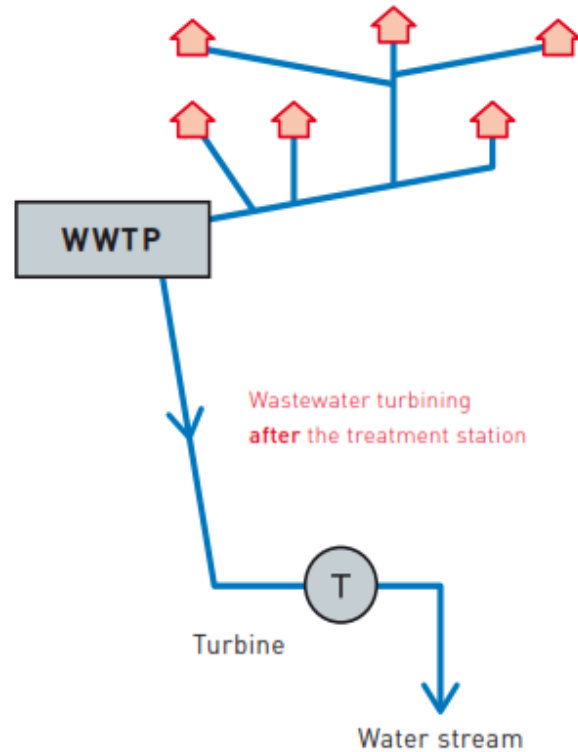 WWTP
Wastewater turbining
after the treatment station
T
Turbine
Water stream